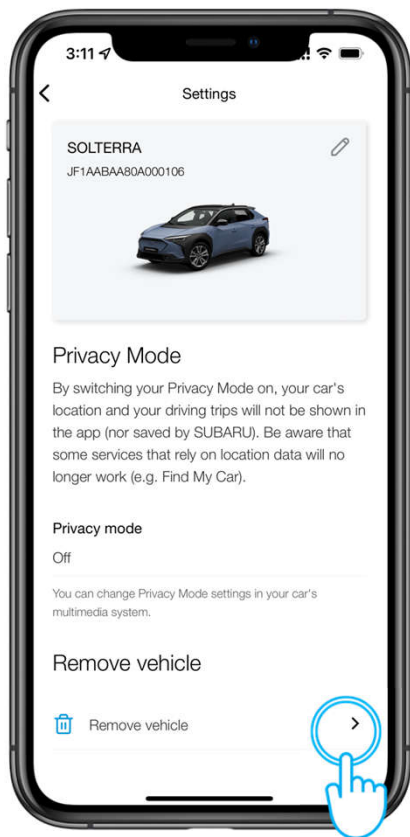 3:11
Settings
SOLTERRA
JF1AABAA80A000106
Privacy Mode
By switching your Privacy Mode on, your car's
location and your driving trips will not be shown in
the app (nor saved by SUBARU). Be aware that
some services that rely on location data will no
longer work (e.g. Find My Car).
Privacy mode
Off
You can change Privacy Mode settings in your car's
multimedia system.
Remove vehicle
Remove vehicle